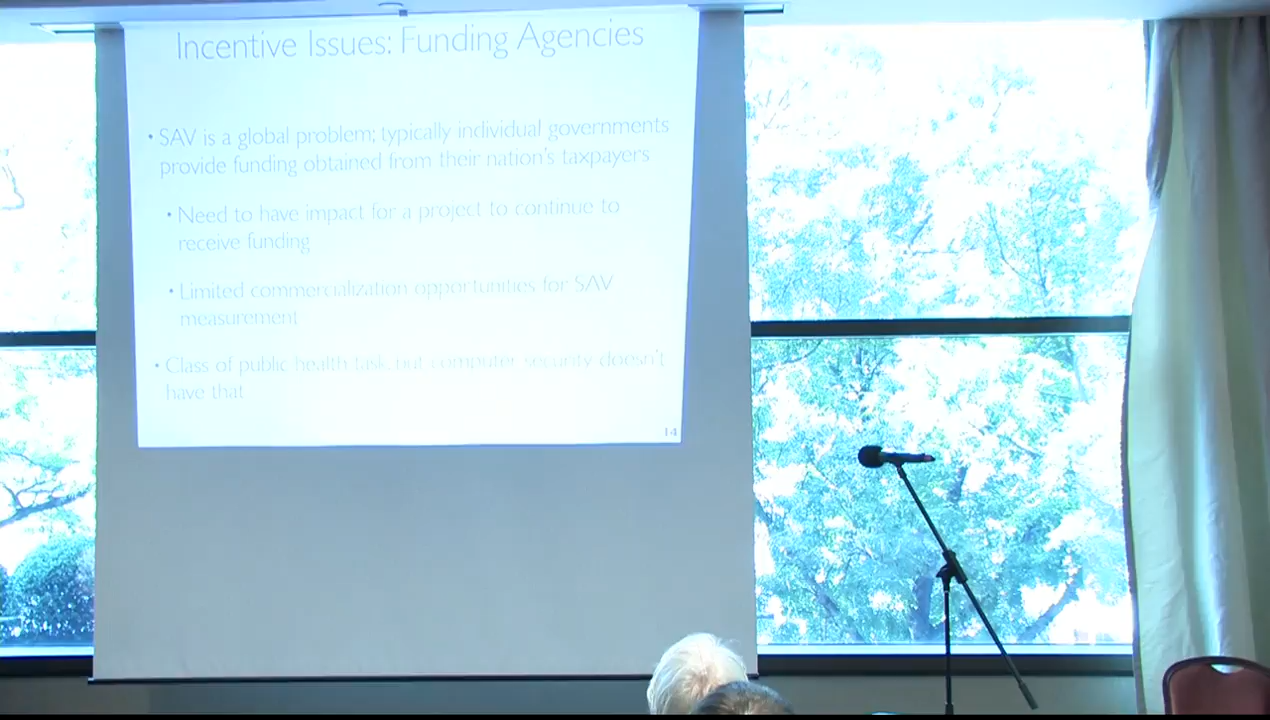 Incentive Issues: Funding Agencies
• SAV is a global problem; typically individual governments
provide funding obtained from their nation's taxpayers
• Need to have impact for a project to continue to
receive funding
• Limited commercialization opportunities for SAV
measurement
• Class of public health task, but computer security doesn't
have that
14